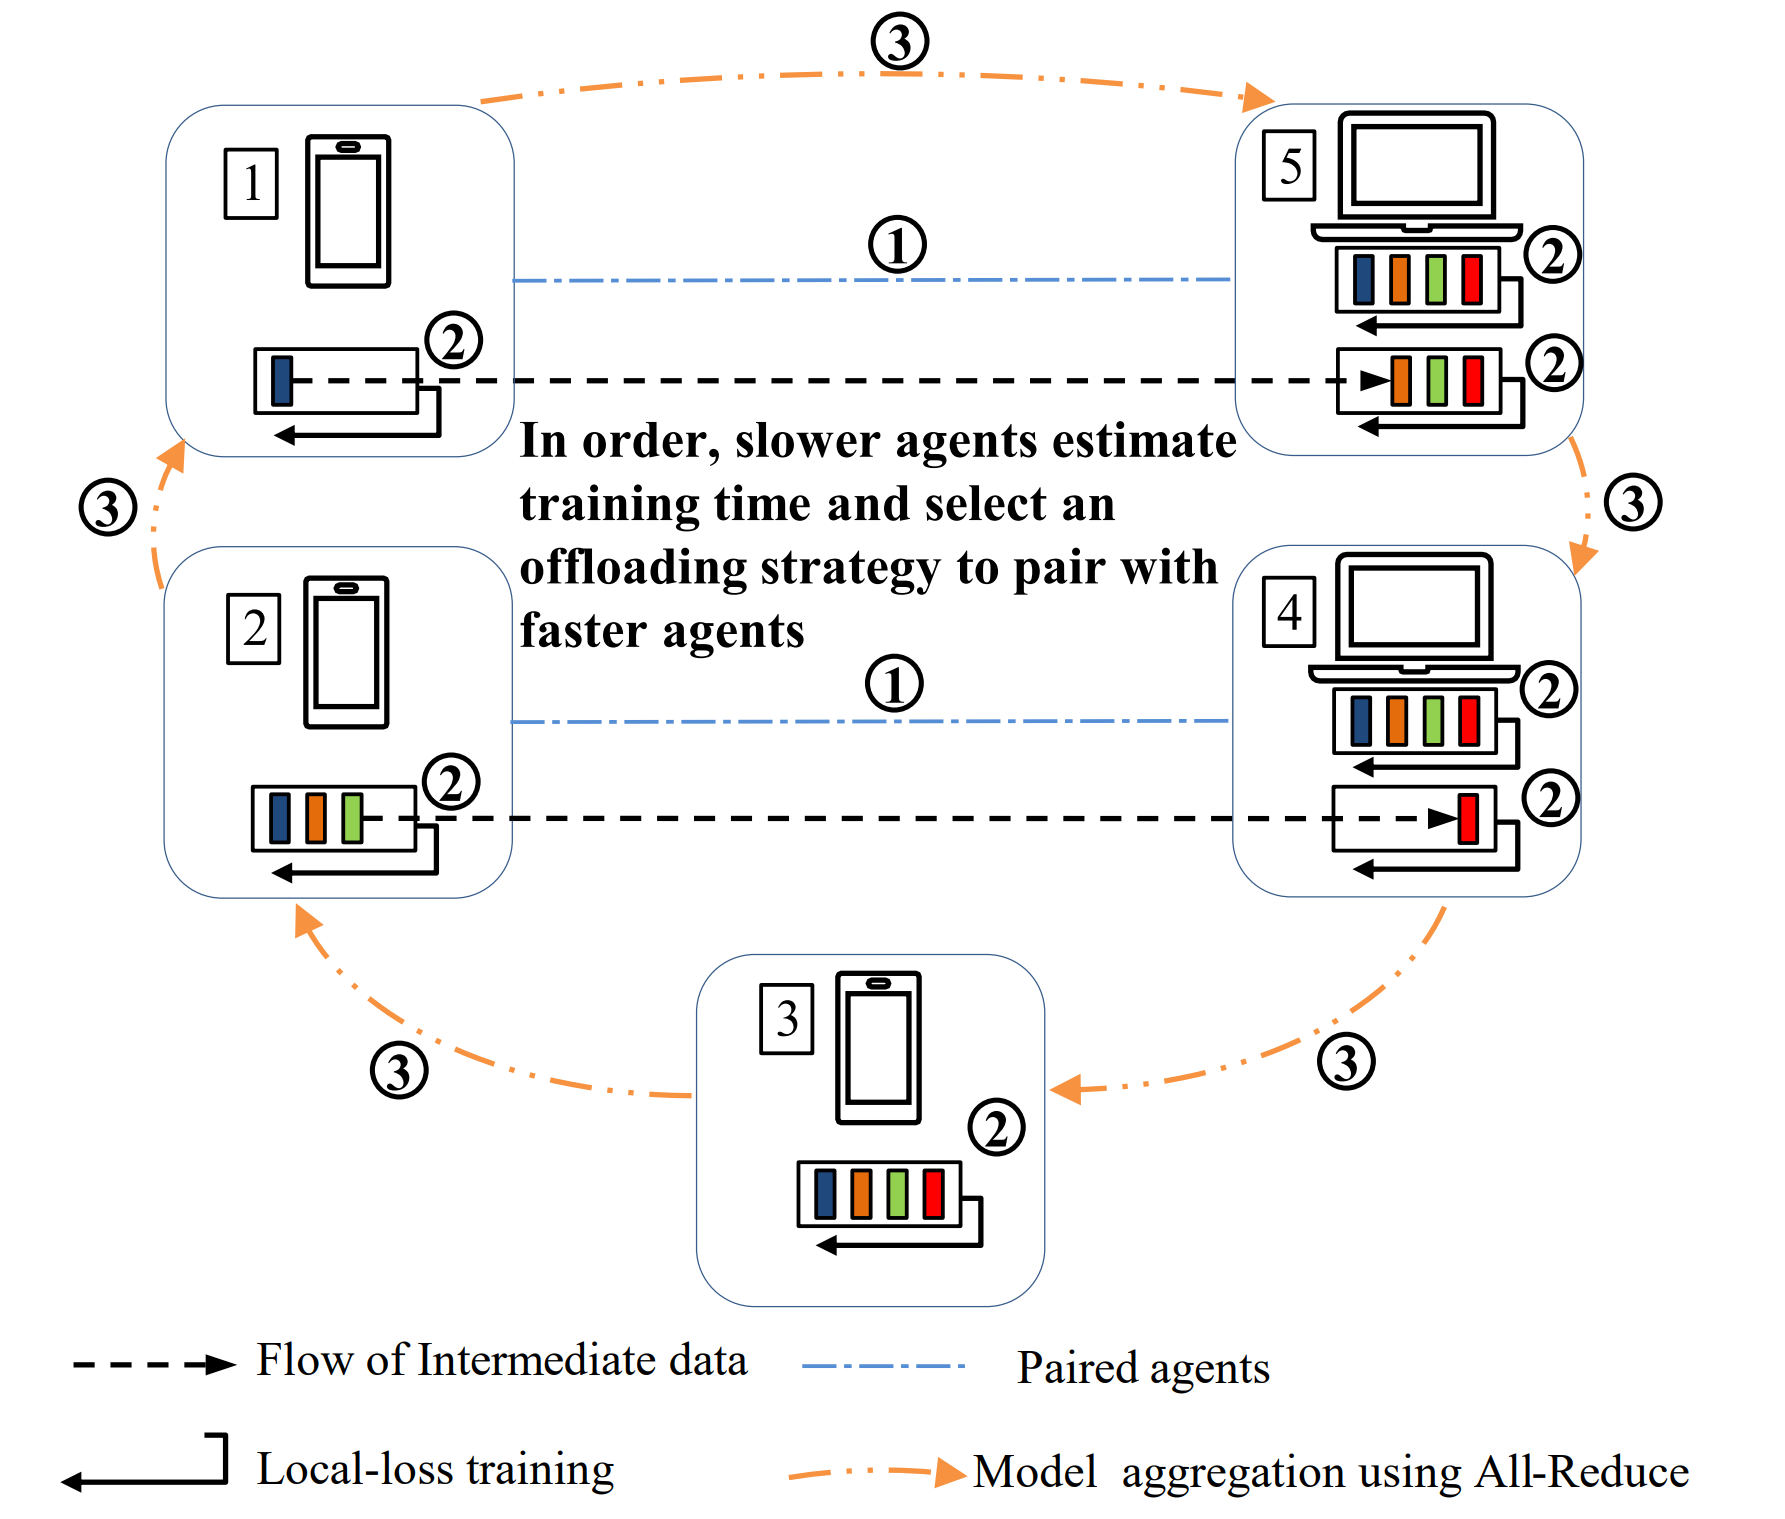 3
1
5
1
2
2
2
In order, slower agents estimate
training time and select an
offloading strategy to pair with
faster agents
3
3
2
4
1
2
2
2
3
3
3
2
Flow of Intermediate data
Paired agents
Local-loss training
Model aggregation using All-Reduce